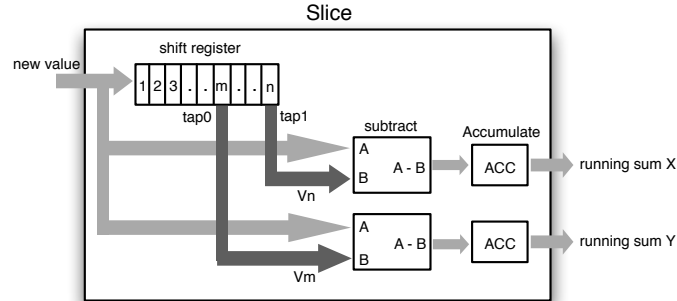 Slice
shift register
new value
1 2 3 . . m . . n
tap0
tap1
subtract
Accumulate
A
B
A - B
ACC
running sum X
Vn
A
B
A - B
ACC
running sum Y
Vm